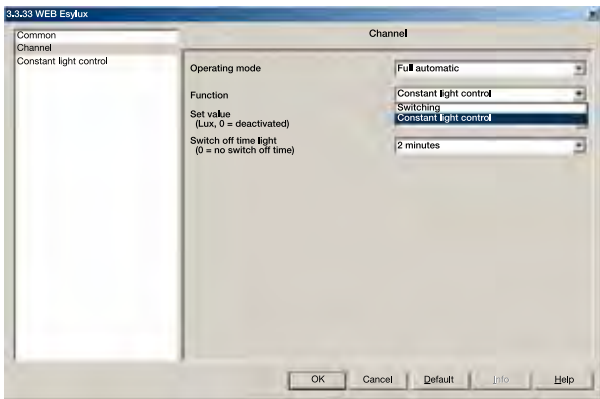 3.3.33 WEB Esylux
Common
Channel
Constant light control
Channel
Operating mode
Full automatic
Function
Constant light control
Switching
Constant light control
Set value
(Lux, 0 = deactivated)
Switch off time light
(0 = no switch off time)
2 minutes
OK
Cancel
Default
Info
Help